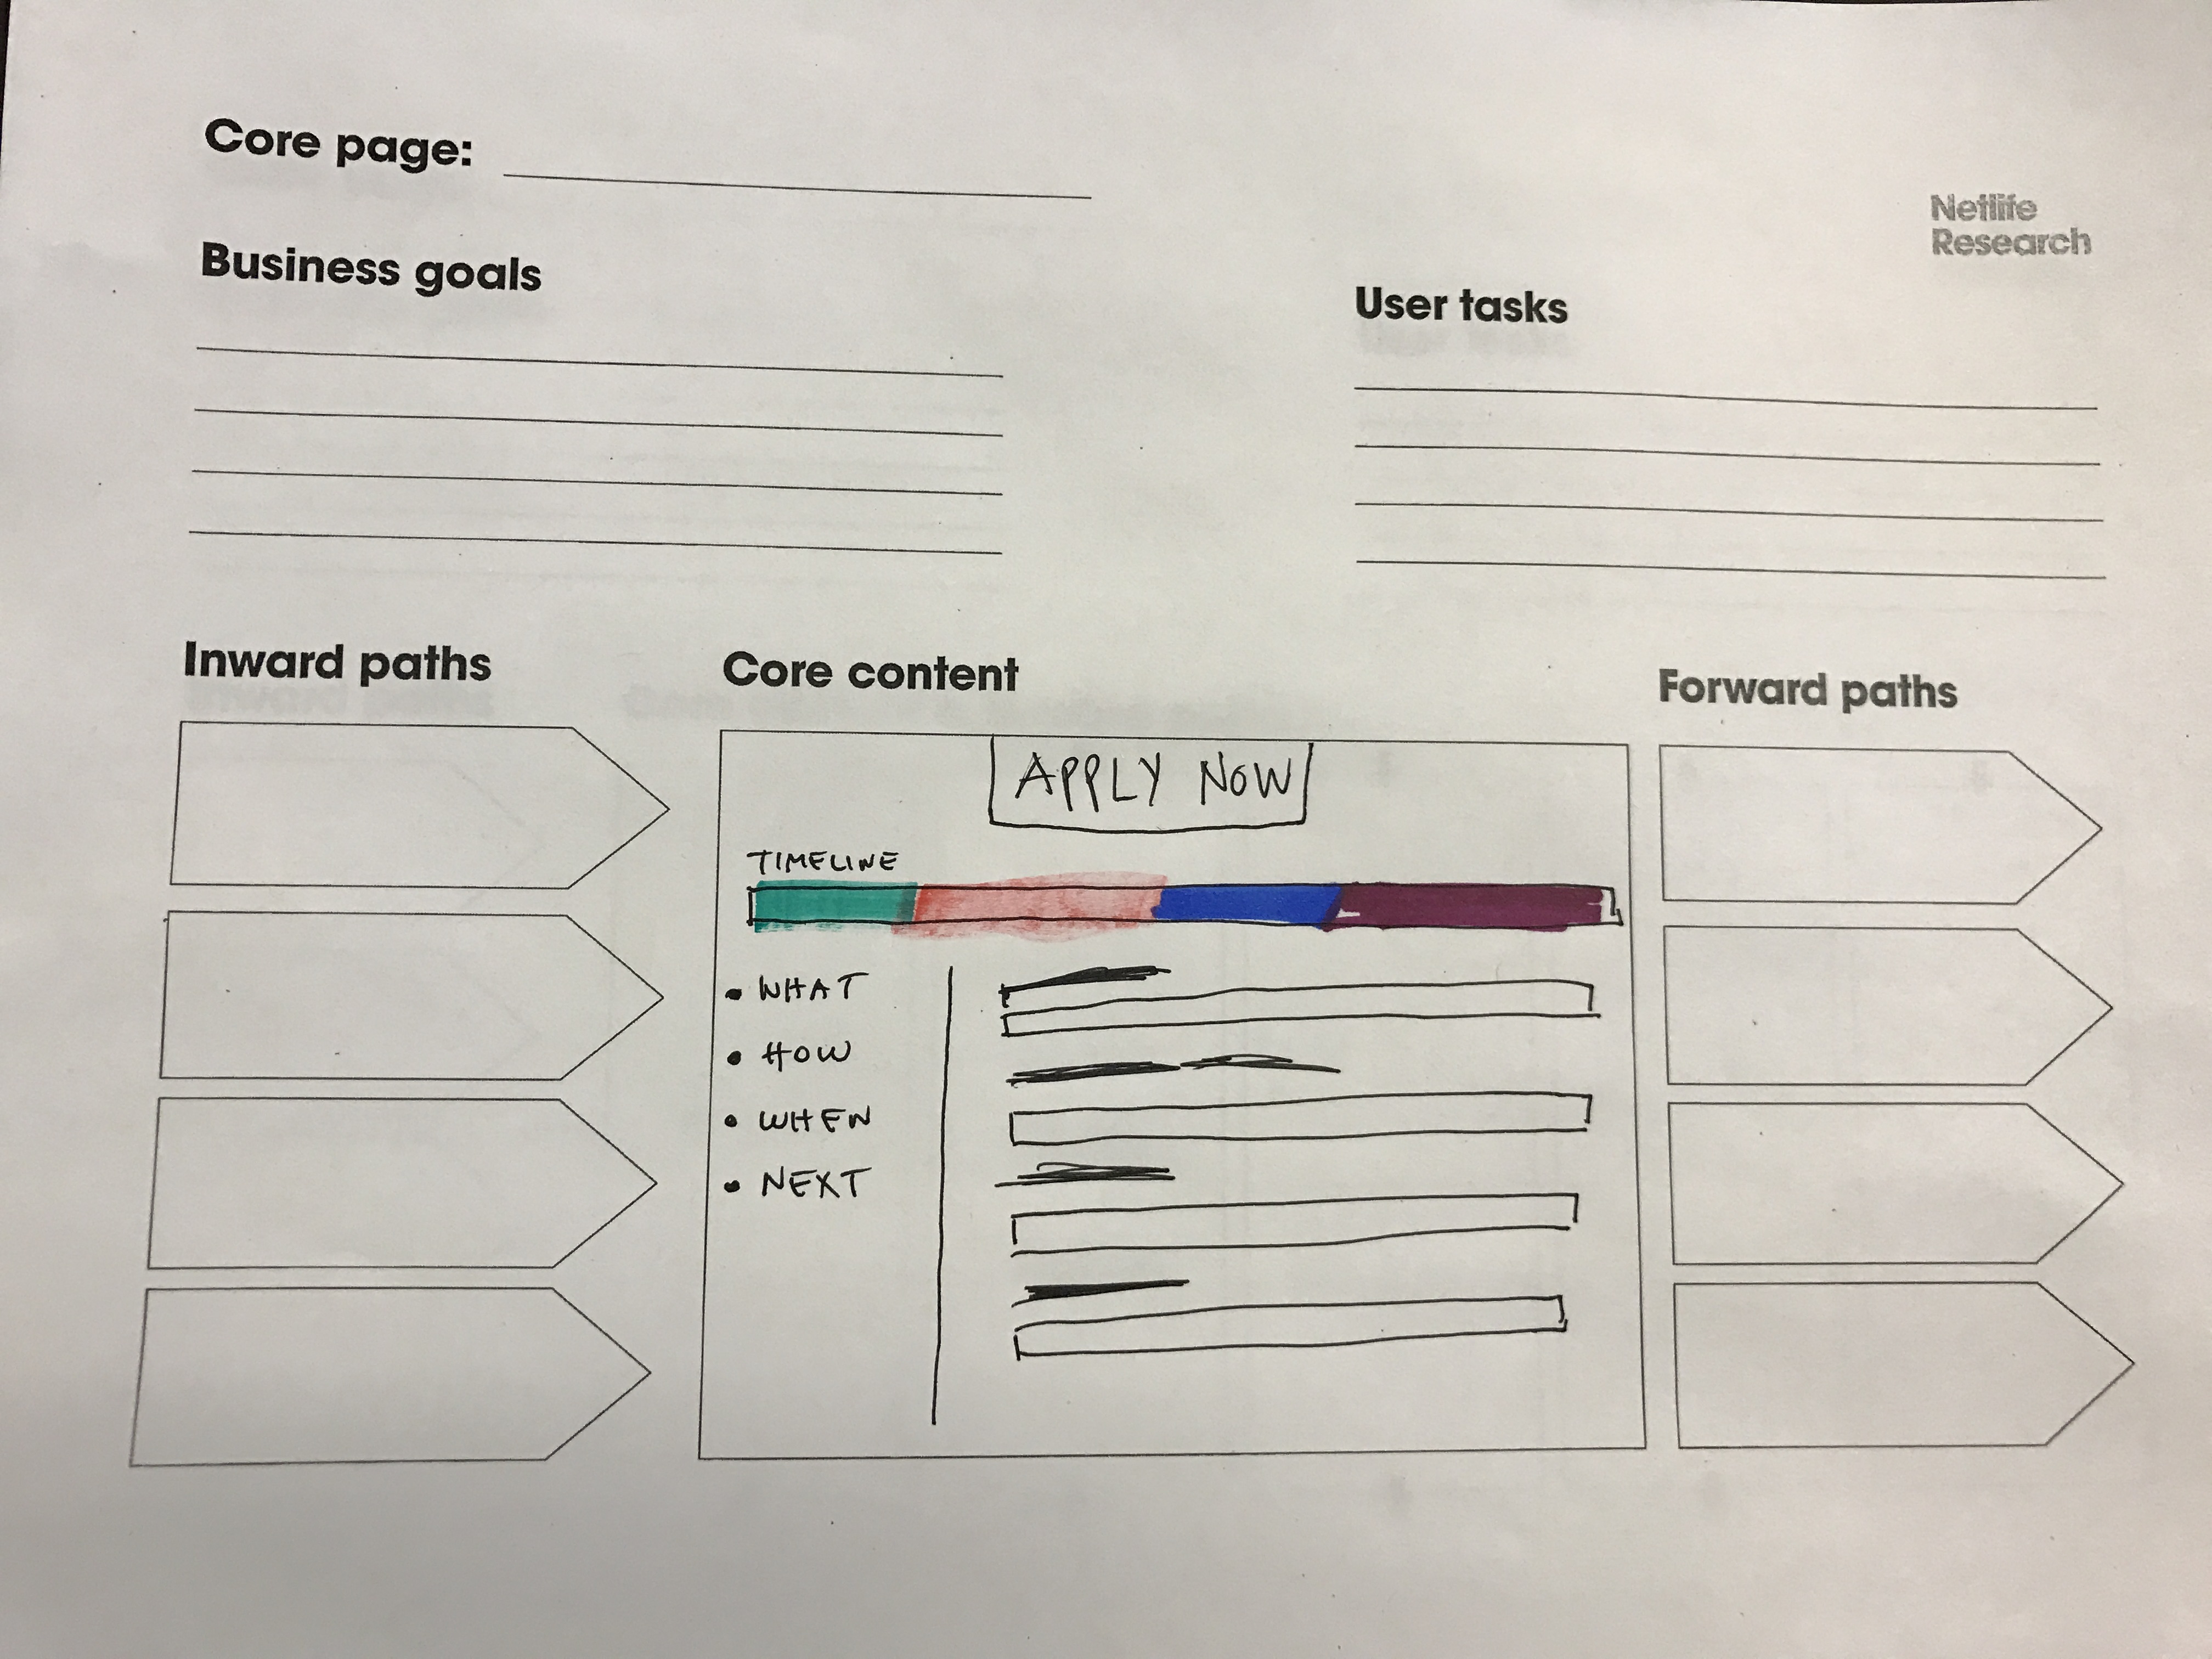 Core page:
Netlife
Research
Business goals
User tasks
Inward paths
Core content
Forward paths
APPLY NOW
TIMELINE
• WHAT
• HOW
• WHEN
• NEXT